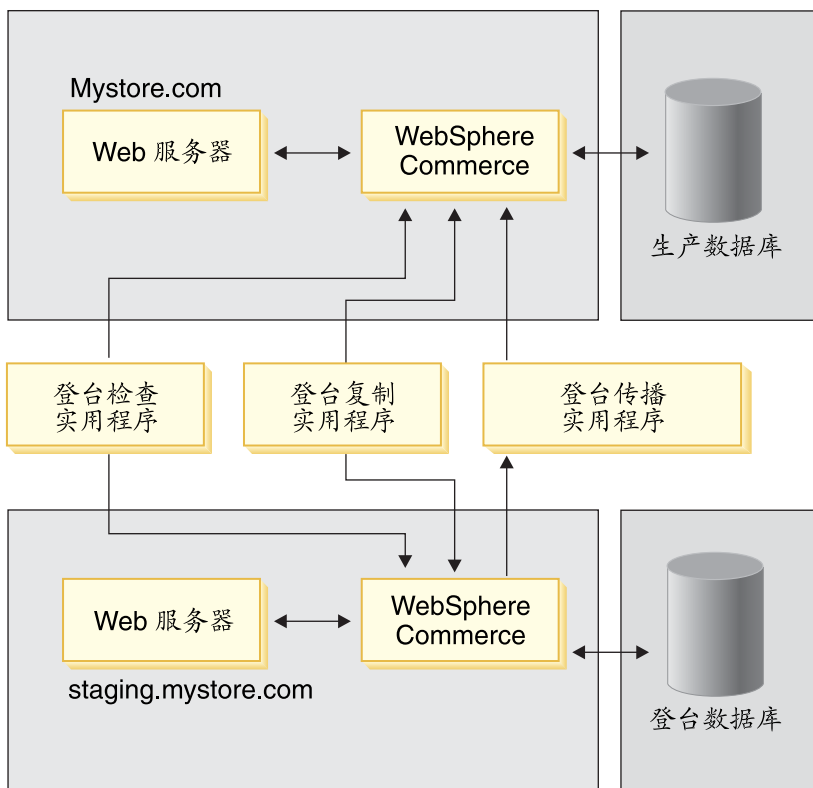 Mystore.com
Web 服务器
WebSphere
Commerce
生产数据库
登台检查
实用程序
登台复制
实用程序
登台传播
实用程序
Web 服务器
WebSphere
Commerce
staging.mystore.com
登台数据库